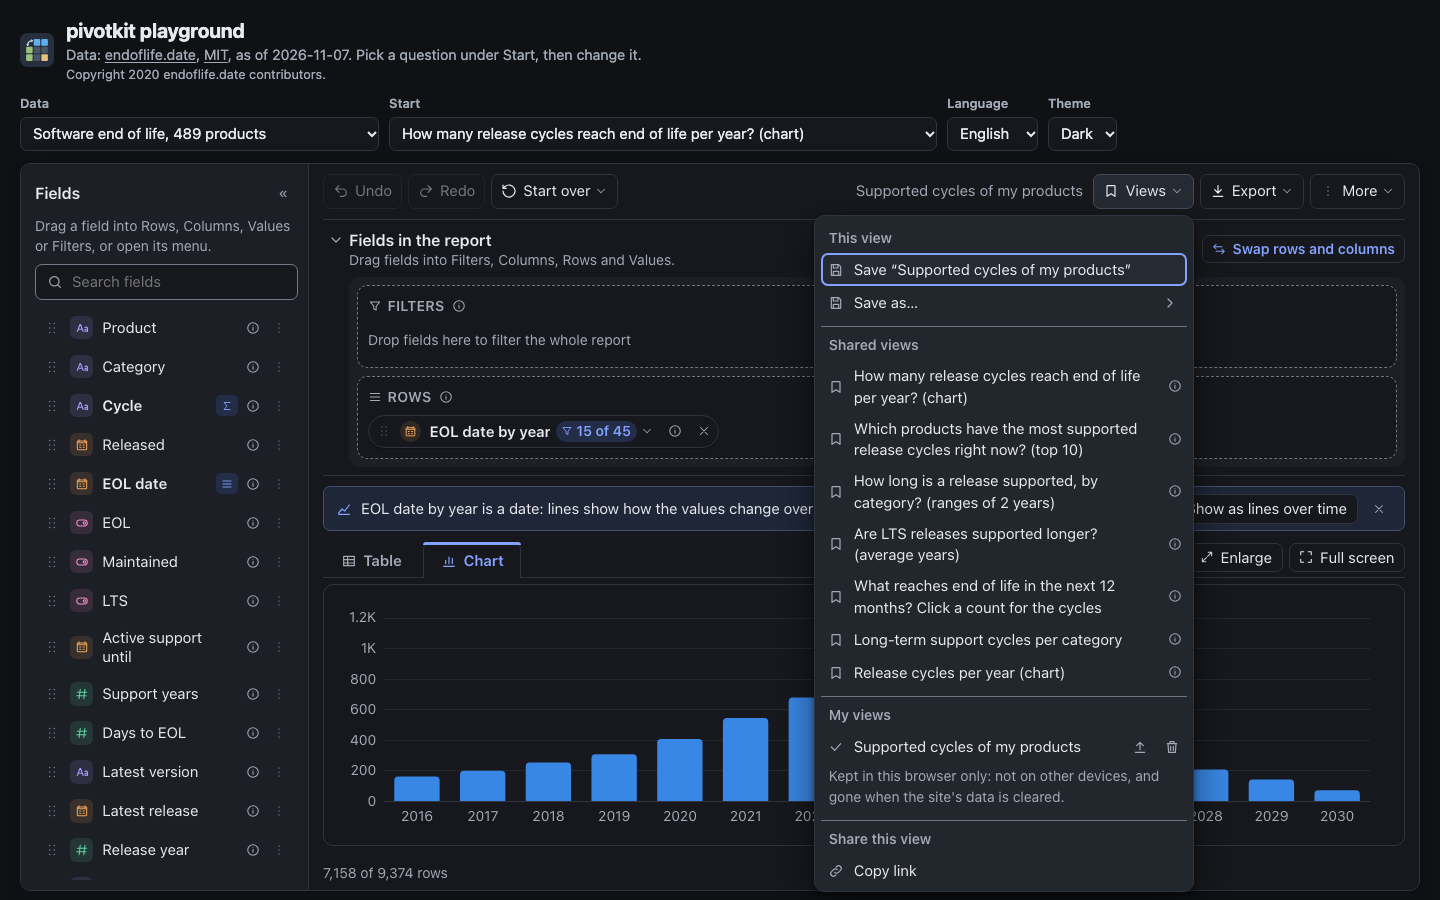 pivotkit playground
Data: endoflife.date, MIT, as of 2026-11-07. Pick a question under Start, then change it.
Copyright 2020 endoflife.date contributors.
Data
Start
Language
Theme
Software end of life, 489 products
How many release cycles reach end of life per year? (chart)
English
Dark
Fields
«
Drag a field into Rows, Columns, Values
or Filters, or open its menu.
Search fields
Aa Product
Aa Category
Aa Cycle Σ
Released
EOL date
EOL
Maintained
LTS
Active support
until
# Support years
# Days to EOL
Aa Latest version
Latest release
# Release year
Undo
Redo
Start over
Supported cycles of my products
Views
Export
More
Fields in the report
Drag fields into Filters, Columns, Rows and Values.
Swap rows and columns
FILTERS
Drop fields here to filter the whole report
ROWS
EOL date by year 15 of 45
EOL date by year is a date: lines show how the values change over
Show as lines over time
Table
Chart
Enlarge
Full screen
1.2K
1K
800
600
400
200
0
2016 2017 2018 2019 2020 2021 2029 2030
7,158 of 9,374 rows
This view
Save “Supported cycles of my products”
Save as...
Shared views
How many release cycles reach end of life
per year? (chart)
Which products have the most supported
release cycles right now? (top 10)
How long is a release supported, by
category? (ranges of 2 years)
Are LTS releases supported longer?
(average years)
What reaches end of life in the next 12
months? Click a count for the cycles
Long-term support cycles per category
Release cycles per year (chart)
My views
Supported cycles of my products
Kept in this browser only: not on other devices, and
gone when the site's data is cleared.
Share this view
Copy link